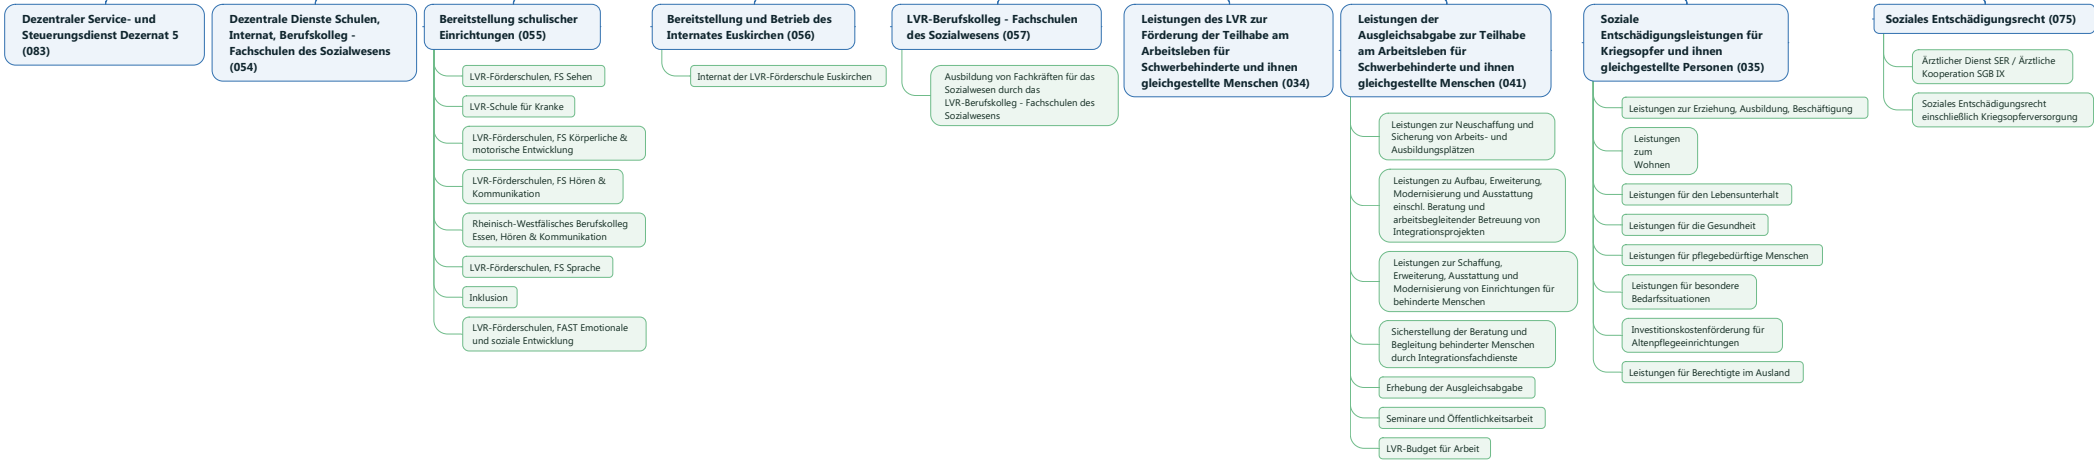 Dezentraler Service- und
Steuerungsdienst Dezernat 5
(083)
Dezentrale Dienste Schulen,
Internat, Berufskolleg -
Fachschulen des Sozialwesens
(054)
Bereitstellung schulischer
Einrichtungen (055)
LVR-Förderschulen, FS Sehen
LVR-Schule für Kranke
LVR-Förderschulen, FS Körperliche &
motorische Entwicklung
LVR-Förderschulen, FS Hören &
Kommunikation
Rheinisch-Westfälisches Berufskolleg
Essen, Hören & Kommunikation
LVR-Förderschulen, FS Sprache
Inklusion
LVR-Förderschulen, FAST Emotionale
und soziale Entwicklung
Bereitstellung und Betrieb des
Internates Euskirchen (056)
Internat der LVR-Förderschule Euskirchen
LVR-Berufskolleg - Fachschulen
des Sozialwesens (057)
Ausbildung von Fachkräften für das
Sozialwesen durch das
LVR-Berufskolleg - Fachschulen des
Sozialwesens
Leistungen des LVR zur
Förderung der Teilhabe am
Arbeitsleben für
Schwerbehinderte und ihnen
gleichgestellte Menschen (034)
Leistungen der
Ausgleichsabgabe zur Teilhabe
am Arbeitsleben für
Schwerbehinderte und ihnen
gleichgestellte Menschen (041)
Leistungen zur Neuschaffung und
Sicherung von Arbeits- und
Ausbildungsplätzen
Leistungen zu Aufbau, Erweiterung,
Modernisierung und Ausstattung
einschl. Beratung und
arbeitsbegleitender Betreuung von
Integrationsprojekten
Leistungen zur Schaffung,
Erweiterung, Ausstattung und
Modernisierung von Einrichtungen für
behinderte Menschen
Sicherstellung der Beratung und
Begleitung behinderter Menschen
durch Integrationsfachdienste
Erhebung der Ausgleichsabgabe
Seminare und Öffentlichkeitsarbeit
LVR-Budget für Arbeit
Soziale
Entschädigungsleistungen für
Kriegsopfer und ihnen
gleichgestellte Personen (035)
Leistungen zur Erziehung, Ausbildung, Beschäftigung
Leistungen
zum
Wohnen
Leistungen für den Lebensunterhalt
Leistungen für die Gesundheit
Leistungen für pflegebedürftige Menschen
Leistungen für besondere
Bedarfssituationen
Investitionskostenförderung für
Altenpflegeeinrichtungen
Leistungen für Berechtigte im Ausland
Soziales Entschädigungsrecht (075)
Ärztlicher Dienst SER / Ärztliche
Kooperation SGB IX
Soziales Entschädigungsrecht
einschließlich Kriegsopferversorgung